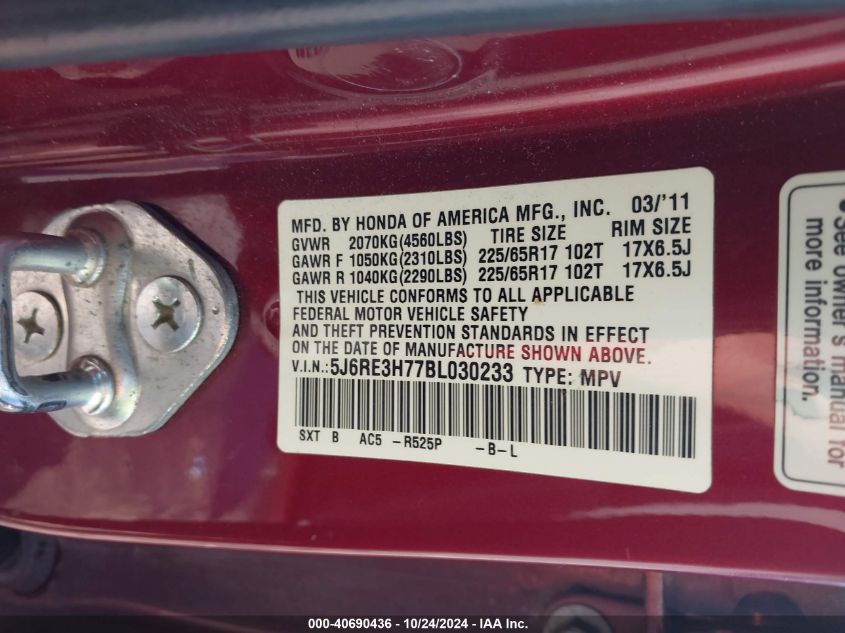 MFD. BY HONDA OF AMERICA MFG., INC. 03/'11
GVWR 2070KG(4560LBS) TIRE SIZE RIM SIZE
GAWR F 1050KG(2310LBS) 225/65R17 102T 17X6.5J
GAWR R 1040KG(2290LBS) 225/65R17 102T 17X6.5J
THIS VEHICLE CONFORMS TO ALL APPLICABLE
FEDERAL MOTOR VEHICLE SAFETY
AND THEFT PREVENTION STANDARDS IN EFFECT
ON THE DATE OF MANUFACTURE SHOWN ABOVE.
V.I.N.: 5J6RE3H77BL030233 TYPE: MPV
SXT B AC5 -R525P -B-L
•See owner's manual for
more information.
000-40690436 - 10/24/2024 - IAA Inc.